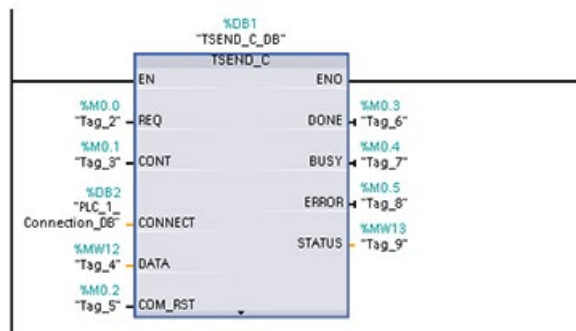 %DB1
"TSEND_C_DB"
TSEND_C
EN ENO
%M0.0 %M0.3
"Tag_2" REQ DONE "Tag_6"
%M0.1 %M0.4
"Tag_3" CONT BUSY "Tag_7"
%DB2 %M0.5
"PLC_1_ ERROR "Tag_8"
Connection_DB" CONNECT %MW13
%MW12 STATUS "Tag_9"
"Tag_4" DATA
%M0.2
"Tag_5" COM_RST